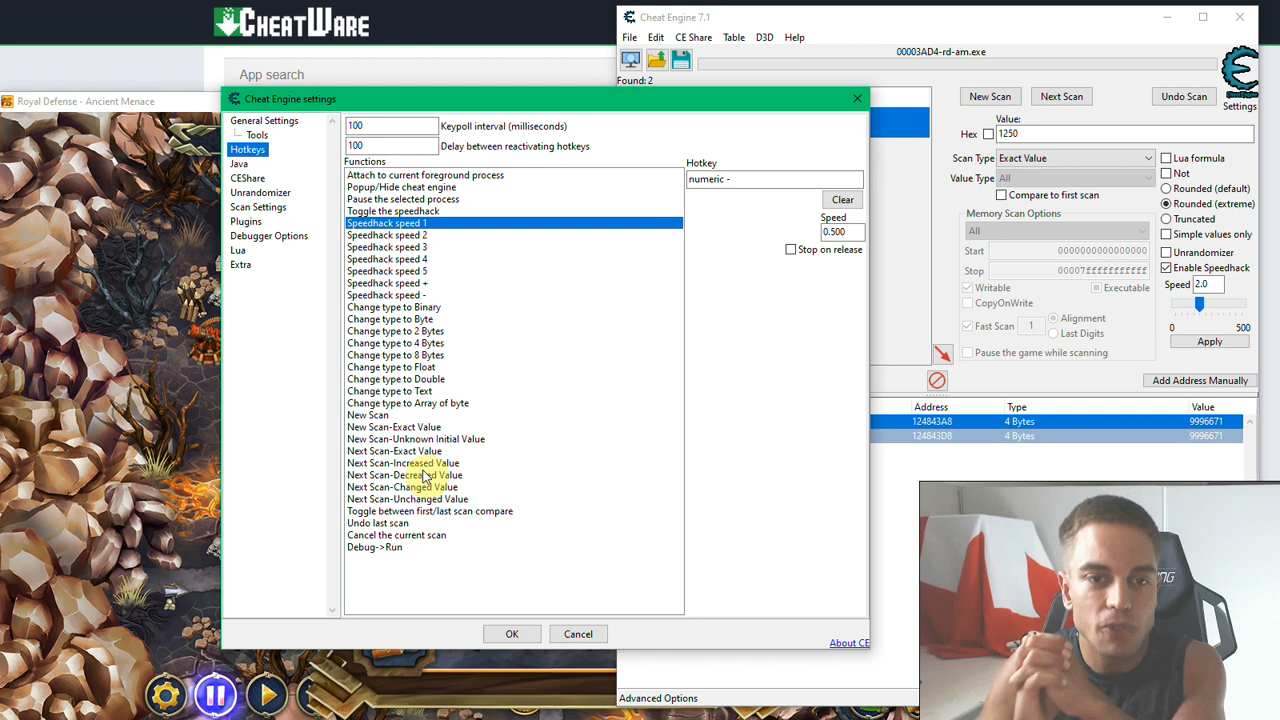 CHEATWARE
App search
Royal Defense - Ancient Menace
Cheat Engine 7.1
File Edit CE Share Table D3D Help
00003AD4-rd-am.exe
Found: 2
New Scan Next Scan Undo Scan
Settings
Value:
Hex 1250
Scan Type Exact Value
Value Type All
Compare to first scan
Lua formula
Not
Rounded (default)
Rounded (extreme)
Truncated
Simple values only
Memory Scan Options
All
Start 0000000000000000
Stop 00007fffffffffff
Writable Executable
CopyOnWrite
Fast Scan 1 Alignment
Last Digits
Pause the game while scanning
Unrandomizer
Enable Speedhack
Speed 2.0
0 500
Apply
Add Address Manually
Address Type Value
124843A8 4 Bytes 9996671
124843D8 4 Bytes 9996671
Advanced Options
Cheat Engine settings
General Settings
Tools
Hotkeys
Java
CEShare
Unrandomizer
Scan Settings
Plugins
Debugger Options
Lua
Extra
100 Keypoll interval (milliseconds)
100 Delay between reactivating hotkeys
Functions
Attach to current foreground process
Popup/Hide cheat engine
Pause the selected process
Toggle the speedhack
Speedhack speed 1
Speedhack speed 2
Speedhack speed 3
Speedhack speed 4
Speedhack speed 5
Speedhack speed +
Speedhack speed -
Change type to Binary
Change type to Byte
Change type to 2 Bytes
Change type to 4 Bytes
Change type to 8 Bytes
Change type to Float
Change type to Double
Change type to Text
Change type to Array of byte
New Scan
New Scan-Exact Value
New Scan-Unknown Initial Value
Next Scan-Exact Value
Next Scan-Increased Value
Next Scan-Decreased Value
Next Scan-Changed Value
Next Scan-Unchanged Value
Toggle between first/last scan compare
Undo last scan
Cancel the current scan
Debug->Run
Hotkey
numeric -
Clear
Speed
0.500
Stop on release
OK Cancel
About CE